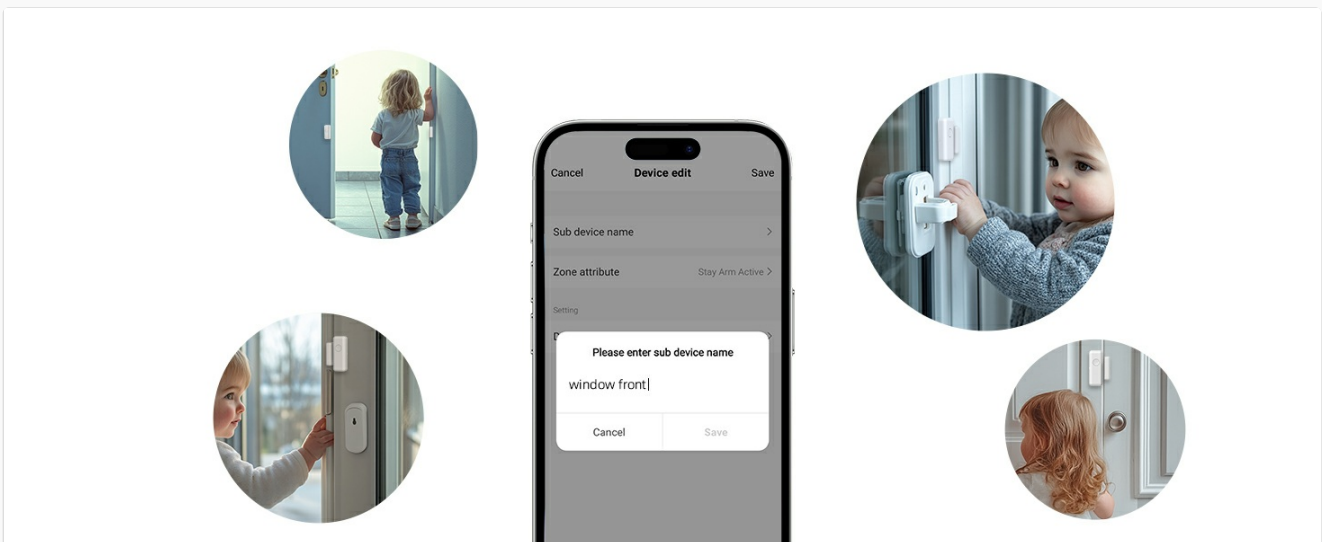 Cancel Device edit Save
Sub device name
Zone attribute Stay Arm Active
Setting
Please enter sub device name
window front
Cancel Save